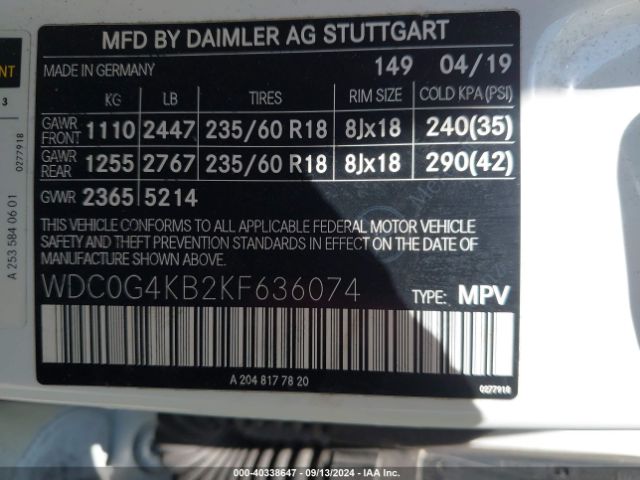 MFD BY DAIMLER AG STUTTGART
MADE IN GERMANY 149 04/19
KG LB TIRES RIM SIZE COLD KPA(PSI)
GAWR FRONT 1110 2447 235/60 R18 8Jx18 240(35)
GAWR REAR 1255 2767 235/60 R18 8Jx18 290(42)
GVWR 2365 5214
THIS VEHICLE CONFORMS TO ALL APPLICABLE FEDERAL MOTOR VEHICLE
SAFETY AND THEFT PREVENTION STANDARDS IN EFFECT ON THE DATE
OF MANUFACTURE SHOWN ABOVE.
WDC0G4KB2KF636074 TYPE: MPV
A 204 817 78 20
0277918
3
0277918
A 253 584 06 01
000-40338647 - 09/13/2024 - IAA Corp.